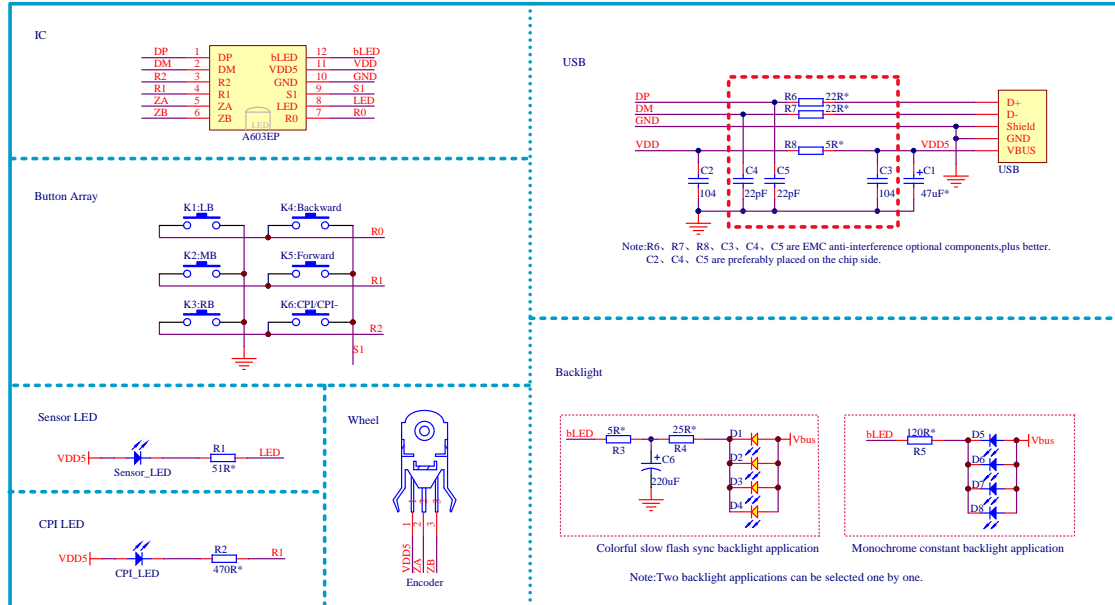 IC
DP 1 DP bLED 12 bLED
DM 2 DM VDD5 11 VDD
R2 3 R2 GND 10 GND
R1 4 R1 S1 9 S1
ZA 5 ZA LED 8 LED
ZB 6 ZB R0 7 R0
LED
A603EP
USB
DP R6 22R* D+
DM R7 22R* D-
GND Shield
GND
VDD R8 5R* VDD5 VBUS
USB
C2 C4 C5 C3 +C1
104 22pF 22pF 104 47uF*
Note:R6、R7、R8、C3、C4、C5 are EMC anti-interference optional components,plus better.
C2、C4、C5 are preferably placed on the chip side.
Button Array
K1:LB K4:Backward
R0
K2:MB K5:Forward
R1
K3:RB K6:CPI/CPI-
R2
S1
Sensor LED
VDD5 Sensor_LED R1 51R* LED
CPI LED
VDD5 CPI_LED R2 470R* R1
Wheel
1 2 3
1 2 3
VDD5 ZA ZB
Encoder
Backlight
bLED 5R* 25R* D1 Vbus
R3 R4
+ C6 D2
220uF D3
D4
Colorful slow flash sync backlight application
bLED 120R* D5 Vbus
R5 D6
D7
D8
Monochrome constant backlight application
Note:Two backlight applications can be selected one by one.